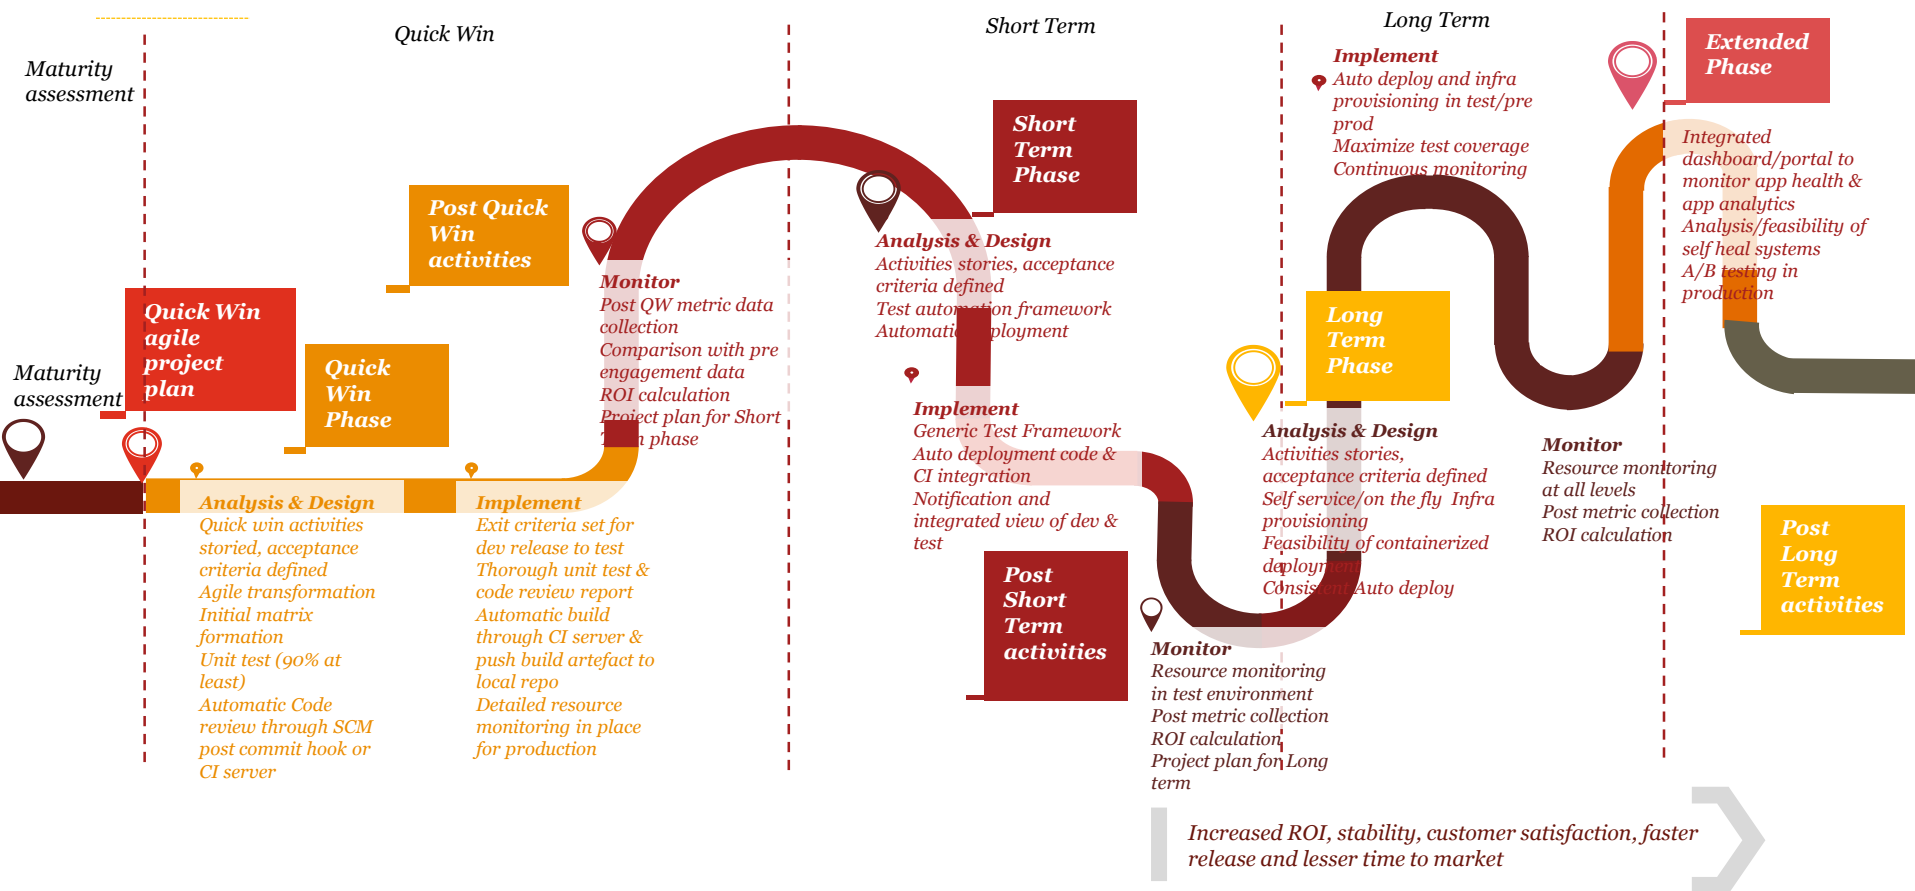 Maturity
assessment
Quick Win
Short Term
Long Term
Maturity
assessment
Quick Win
agile
project
plan
Quick
Win
Phase
Post Quick
Win
activities
Analysis & Design
Quick win activities
storied, acceptance
criteria defined
Agile transformation
Initial matrix
formation
Unit test (90% at
least)
Automatic Code
review through SCM
post commit hook or
CI server
Implement
Exit criteria set for
dev release to test
Thorough unit test &
code review report
Automatic build
through CI server &
push build artefact to
local repo
Detailed resource
monitoring in place
for production
Monitor
Post QW metric data
collection
Comparison with pre
engagement data
ROI calculation
Project plan for Short
Term phase
Short
Term
Phase
Analysis & Design
Activities stories, acceptance
criteria defined
Test automation framework
Automatic deployment
Implement
Generic Test Framework
Auto deployment code &
CI integration
Notification and
integrated view of dev &
test
Post
Short
Term
activities
Monitor
Resource monitoring
in test environment
Post metric collection
ROI calculation
Project plan for Long
term
Long
Term
Phase
Analysis & Design
Activities stories,
acceptance criteria defined
Self service/on the fly Infra
provisioning
Feasibility of containerized
deployment
Consistent Auto deploy
Implement
Auto deploy and infra
provisioning in test/pre
prod
Maximize test coverage
Continuous monitoring
Monitor
Resource monitoring
at all levels
Post metric collection
ROI calculation
Extended
Phase
Integrated
dashboard/portal to
monitor app health &
app analytics
Analysis/feasibility of
self heal systems
A/B testing in
production
Post
Long
Term
activities
Increased ROI, stability, customer satisfaction, faster
release and lesser time to market